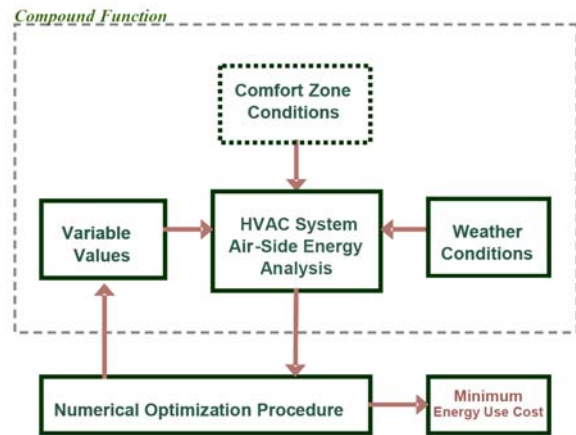 Compound Function
Comfort Zone
Conditions
Variable
Values
HVAC System
Air-Side Energy
Analysis
Weather
Conditions
Numerical Optimization Procedure
Minimum
Energy Use Cost